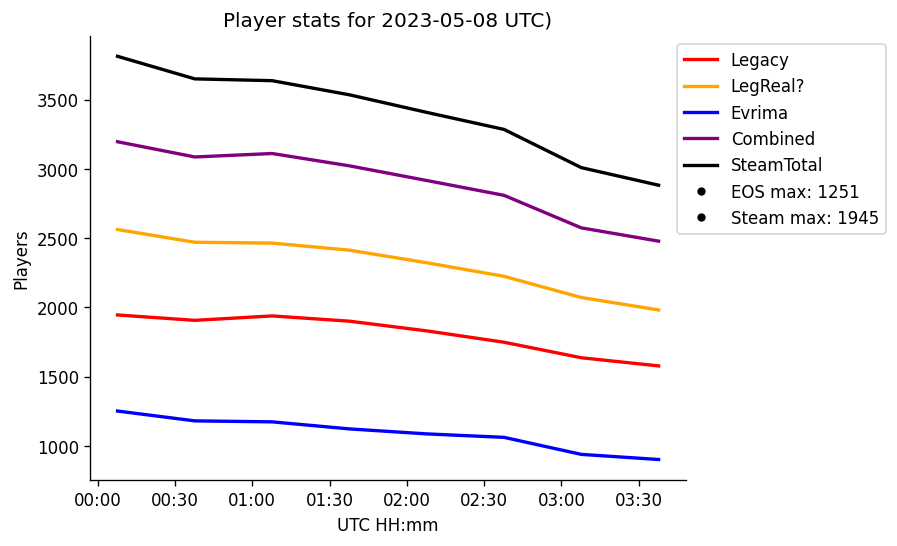 Player stats for 2023-05-08 UTC)
Legacy
LegReal?
Evrima
Combined
SteamTotal
EOS max: 1251
Steam max: 1945
Players
3500
3000
2500
2000
1500
1000
00:00 00:30 01:00 01:30 02:00 02:30 03:00 03:30
UTC HH:mm